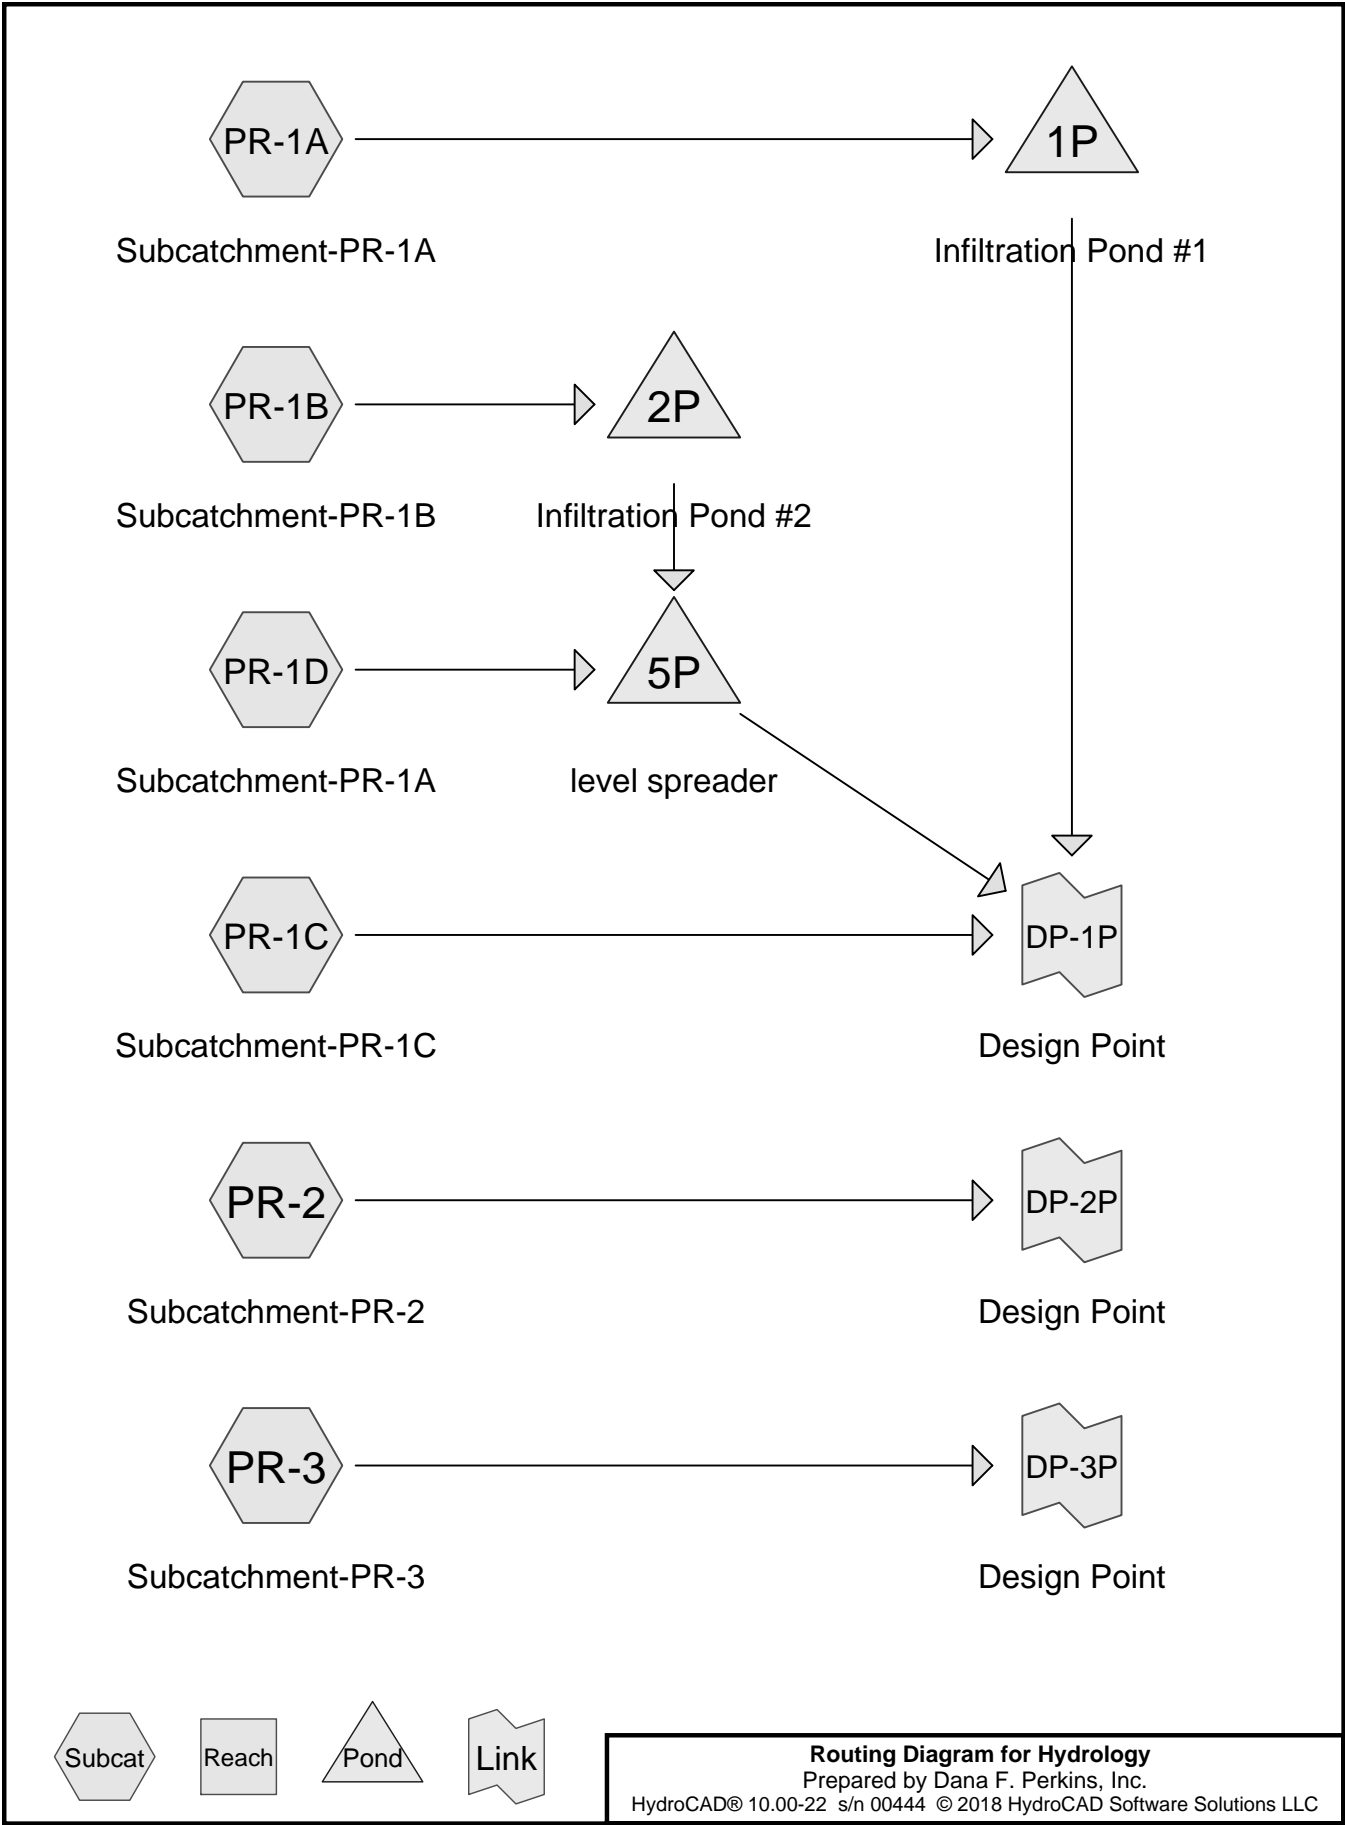 PR-1A
1P
Subcatchment-PR-1A
Infiltration Pond #1
PR-1B
2P
Subcatchment-PR-1B
Infiltration Pond #2
PR-1D
5P
Subcatchment-PR-1A
level spreader
PR-1C
DP-1P
Subcatchment-PR-1C
Design Point
PR-2
DP-2P
Subcatchment-PR-2
Design Point
PR-3
DP-3P
Subcatchment-PR-3
Design Point
Subcat
Reach
Pond
Link
Routing Diagram for Hydrology
Prepared by Dana F. Perkins, Inc.
HydroCAD® 10.00-22 s/n 00444 © 2018 HydroCAD Software Solutions LLC